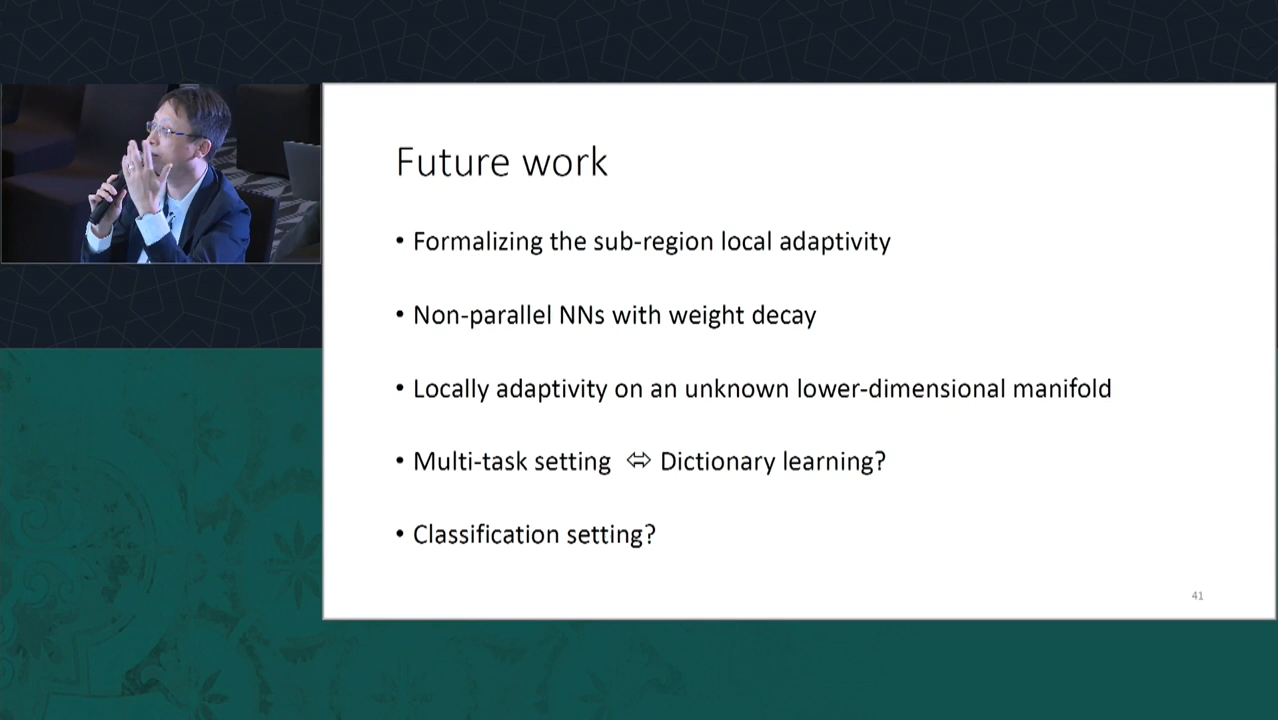 Future work
• Formalizing the sub-region local adaptivity
• Non-parallel NNs with weight decay
• Locally adaptivity on an unknown lower-dimensional manifold
• Multi-task setting ⇔ Dictionary learning?
• Classification setting?
41